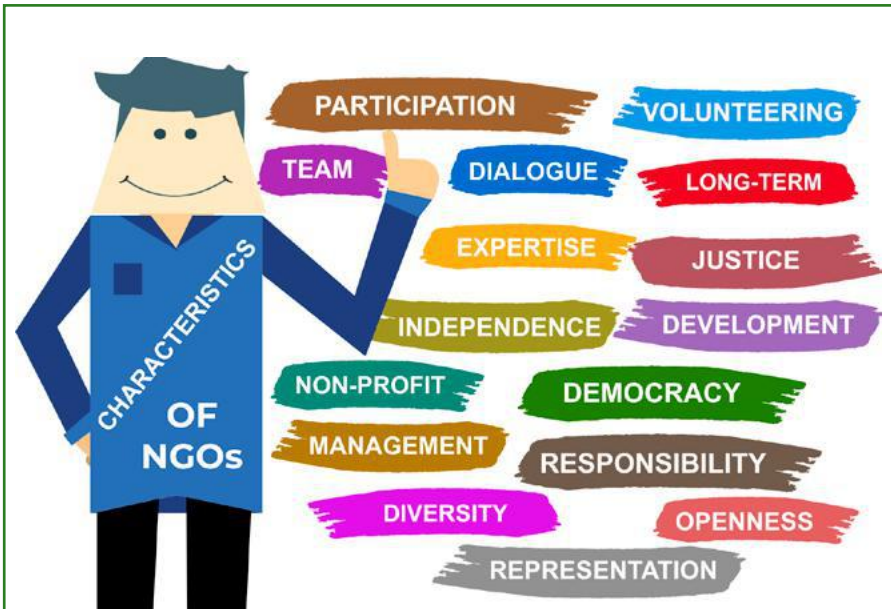 CHARACTERISTICS
OF
NGOs
PARTICIPATION
VOLUNTEERING
TEAM
DIALOGUE
LONG-TERM
EXPERTISE
JUSTICE
INDEPENDENCE
DEVELOPMENT
NON-PROFIT
DEMOCRACY
MANAGEMENT
RESPONSIBILITY
DIVERSITY
OPENNESS
REPRESENTATION